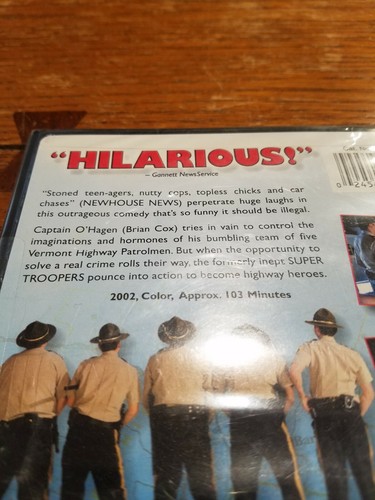 "HILARIOUS!"
– Gannett NewsService
"Stoned teen-agers, nutty cops, topless chicks and car
chases" (NEWHOUSE NEWS) perpetrate huge laughs in
this outrageous comedy that's so funny it should be illegal.
Captain O'Hagen (Brian Cox) tries in vain to control the
imaginations and hormones of his bumbling team of five
Vermont Highway Patrolmen. But when the opportunity to
solve a real crime rolls their way, the formerly inept SUPER
TROOPERS pounce into action to become highway heroes.
2002, Color, Approx. 103 Minutes